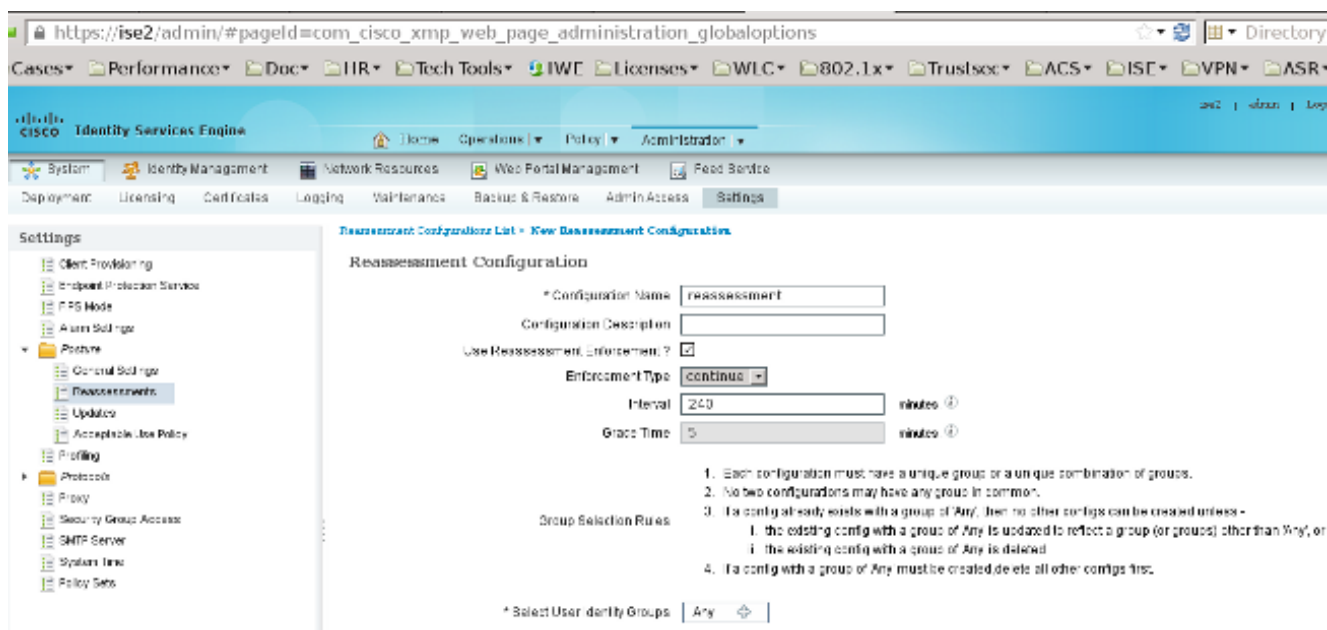 https://ise2/admin/#pageId=com_cisco_xmp_web_page_administration_globaloptions Directory
Cases Performance Doc HR Tech Tools IWE Licenses WLC 802.1x Trustsec ACS ISE VPN ASR
ise2 | admin | Log
CISCO Identity Services Engine
Home Operations Policy Administration
System Identity Management Network Resources Web Portal Management Feed Service
Deployment Licensing Certificates Logging Maintenance Backup & Restore Admin Access Settings
Settings
Client Provisioning
Endpoint Protection Service
FIPS Mode
Alarm Settings
Posture
General Settings
Reassessments
Updates
Acceptable Use Policy
Profiling
Protocols
Proxy
Security Group Access
SMTP Server
System Time
Policy Sets
Reassessment Configurations List > New Reassessment Configuration
Reassessment Configuration
* Configuration Name reassessment
Configuration Description
Use Reassessment Enforcement ?
Enforcement Type continue
Interval 240 minutes
Grace Time 5 minutes
Group Selection Rules
1. Each configuration must have a unique group or a unique combination of groups.
2. No two configurations may have any group in common.
3. If a config already exists with a group of 'Any', then no other configs can be created unless -
i. the existing config with a group of Any is updated to reflect a group (or groups) other than 'Any', or
ii. the existing config with a group of Any is deleted
4. If a config with a group of Any must be created, delete all other configs first.
* Select User Identity Groups Any